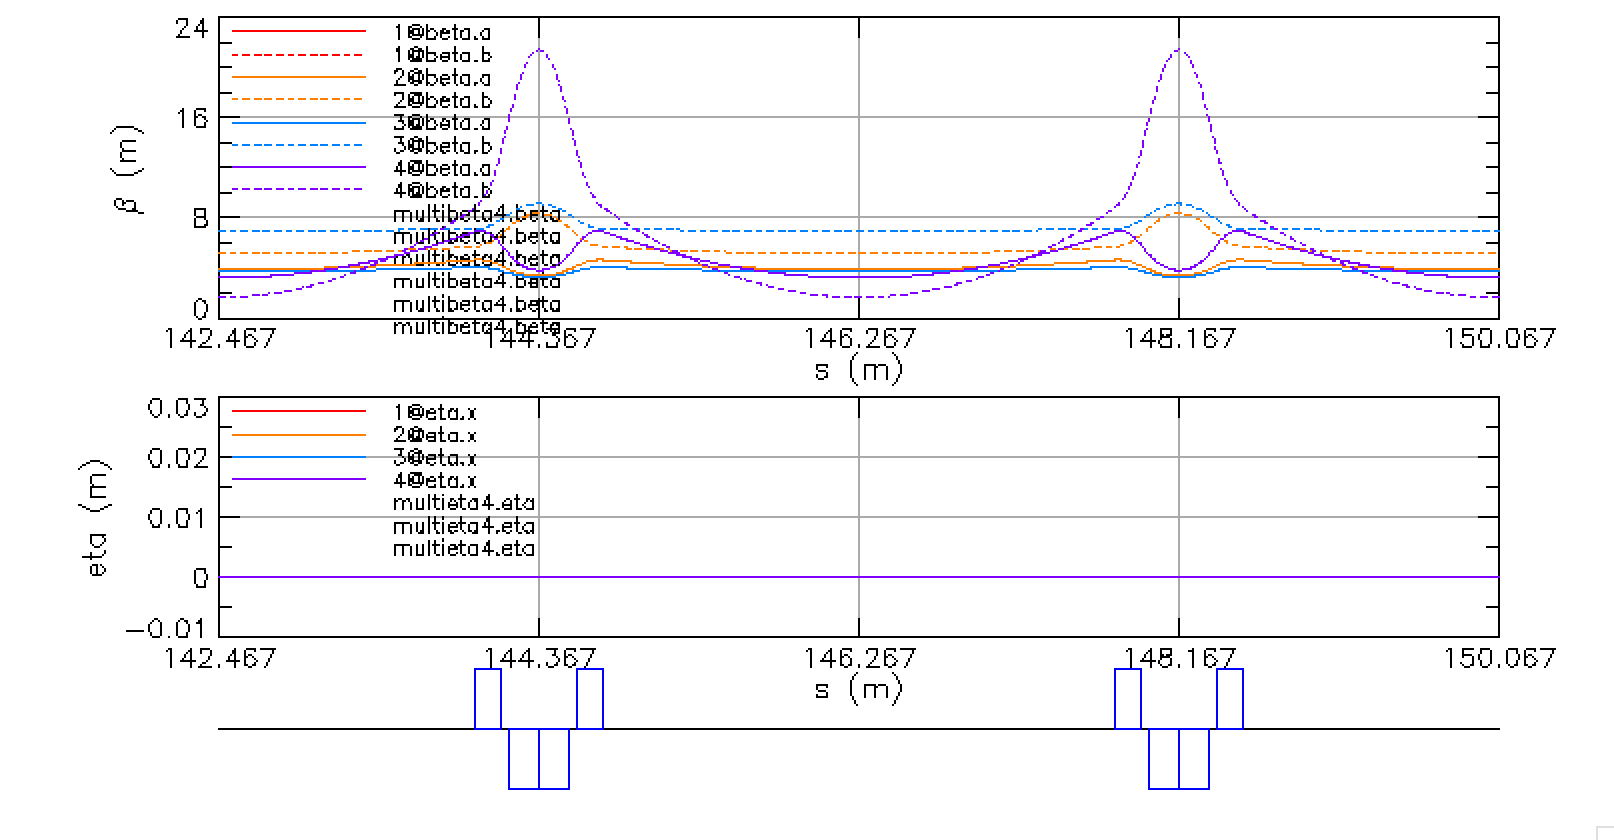 24
1@beta.a
1@beta.b
2@beta.a
2@beta.b
16
3@beta.a
3@beta.b
4@beta.a
4@beta.b
β (m)
8
multibeta4.beta
multibeta4.beta
multibeta4.beta
multibeta4.beta
multibeta4.beta
multibeta4.beta
0
142.467 144.367 146.267 148.167 150.067
s (m)
0.03
1@eta.x
2@eta.x
0.02
3@eta.x
4@eta.x
eta (m)
multieta4.eta
0.01
multieta4.eta
multieta4.eta
0
-0.01
142.467 144.367 146.267 148.167 150.067
s (m)